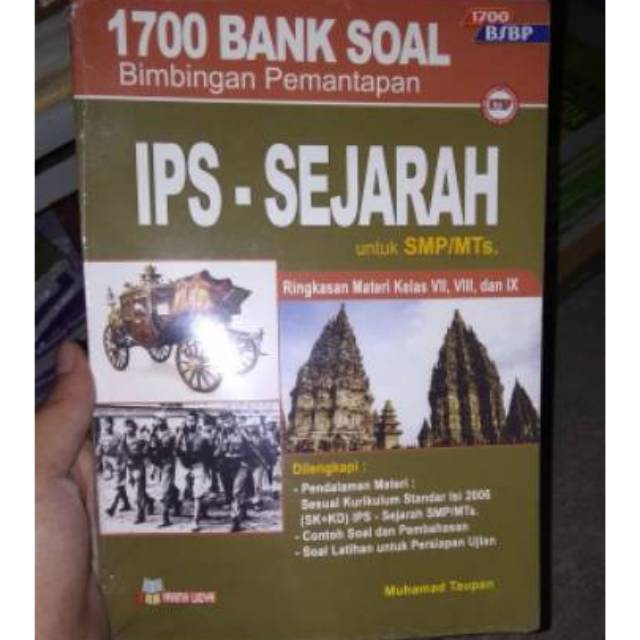 1700 BANK SOAL
Bimbingan Pemantapan
1700
BSBP
IPS - SEJARAH
untuk SMP/MTs.
Ringkasan Materi Kelas VII, VIII, dan IX
Dilengkapi :
- Pendalaman Materi :
Sesuai Kurikulum Standar Isi 2006
(SK+KD) IPS - Sejarah SMP/MTs.
- Contoh Soal dan Pembahasan
- Soal Latihan untuk Persiapan Ujian
Muhamad Taupan
YRAMA WIDYA